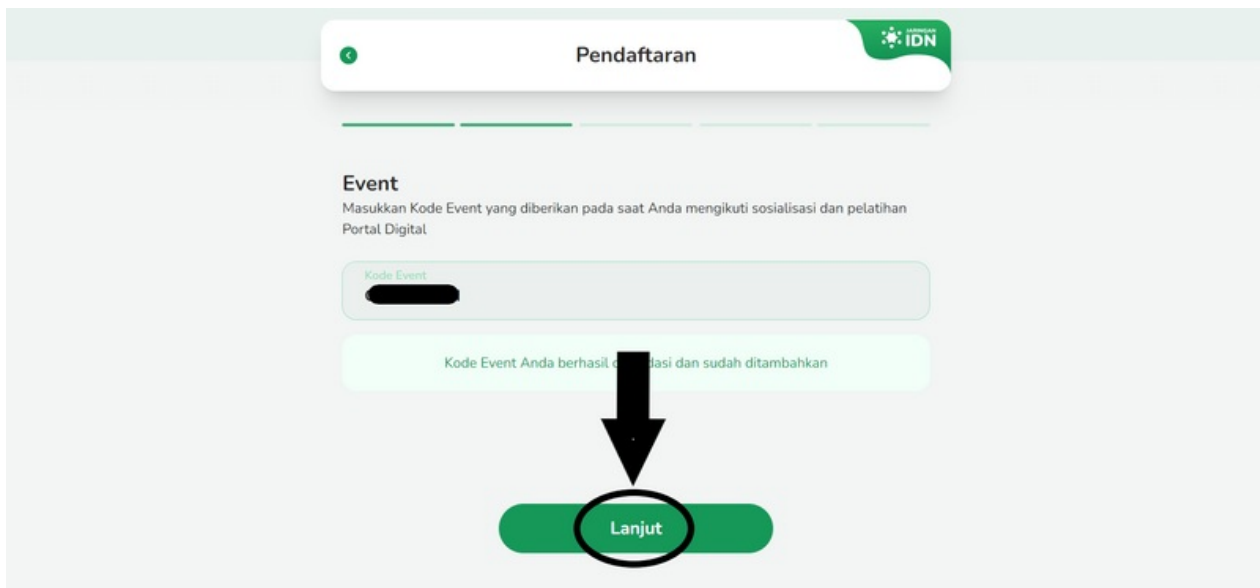 Pendaftaran
JARINGAN
IDN
Event
Masukkan Kode Event yang diberikan pada saat Anda mengikuti sosialisasi dan pelatihan
Portal Digital
Kode Event
Kode Event Anda berhasil dan sudah ditambahkan
Lanjut